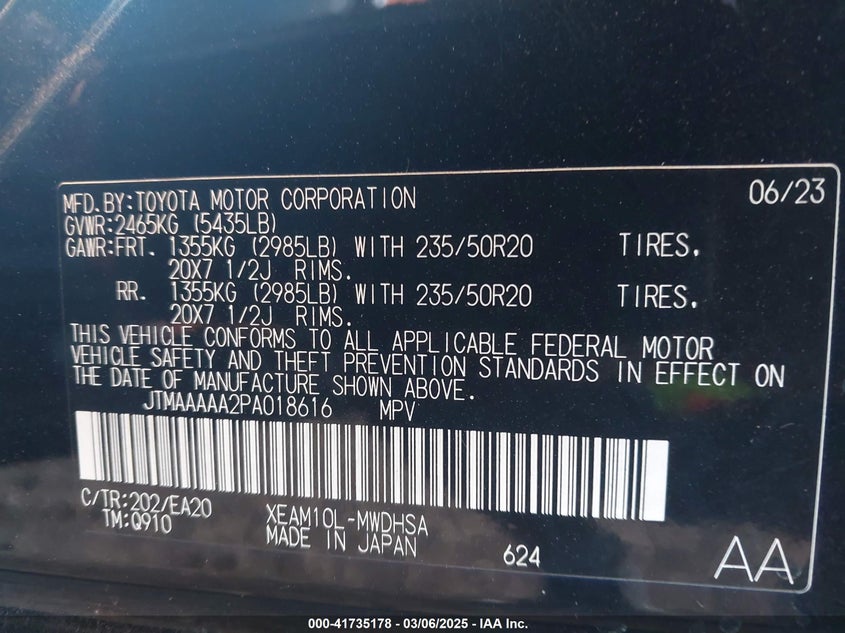 MFD.BY:TOYOTA MOTOR CORPORATION 06/23
GVWR:2465KG (5435LB)
GAWR:FRT. 1355KG (2985LB) WITH 235/50R20 TIRES.
20X7 1/2J RIMS.
RR. 1355KG (2985LB) WITH 235/50R20 TIRES.
20X7 1/2J RIMS.
THIS VEHICLE CONFORMS TO ALL APPLICABLE FEDERAL MOTOR
VEHICLE SAFETY AND THEFT PREVENTION STANDARDS IN EFFECT ON
THE DATE OF MANUFACTURE SHOWN ABOVE.
JTMAAAAA2PA018616 MPV
C/TR:202/EA20 XEAM10L-MWDHSA
TM:Q910 MADE IN JAPAN 624 AA
000-41735178 - 03/06/2025 - IAA Inc.